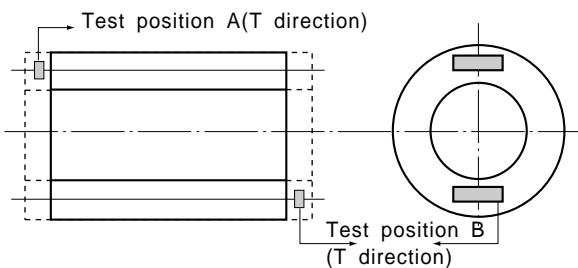 Test position A(T direction)
Test position B
(T direction)